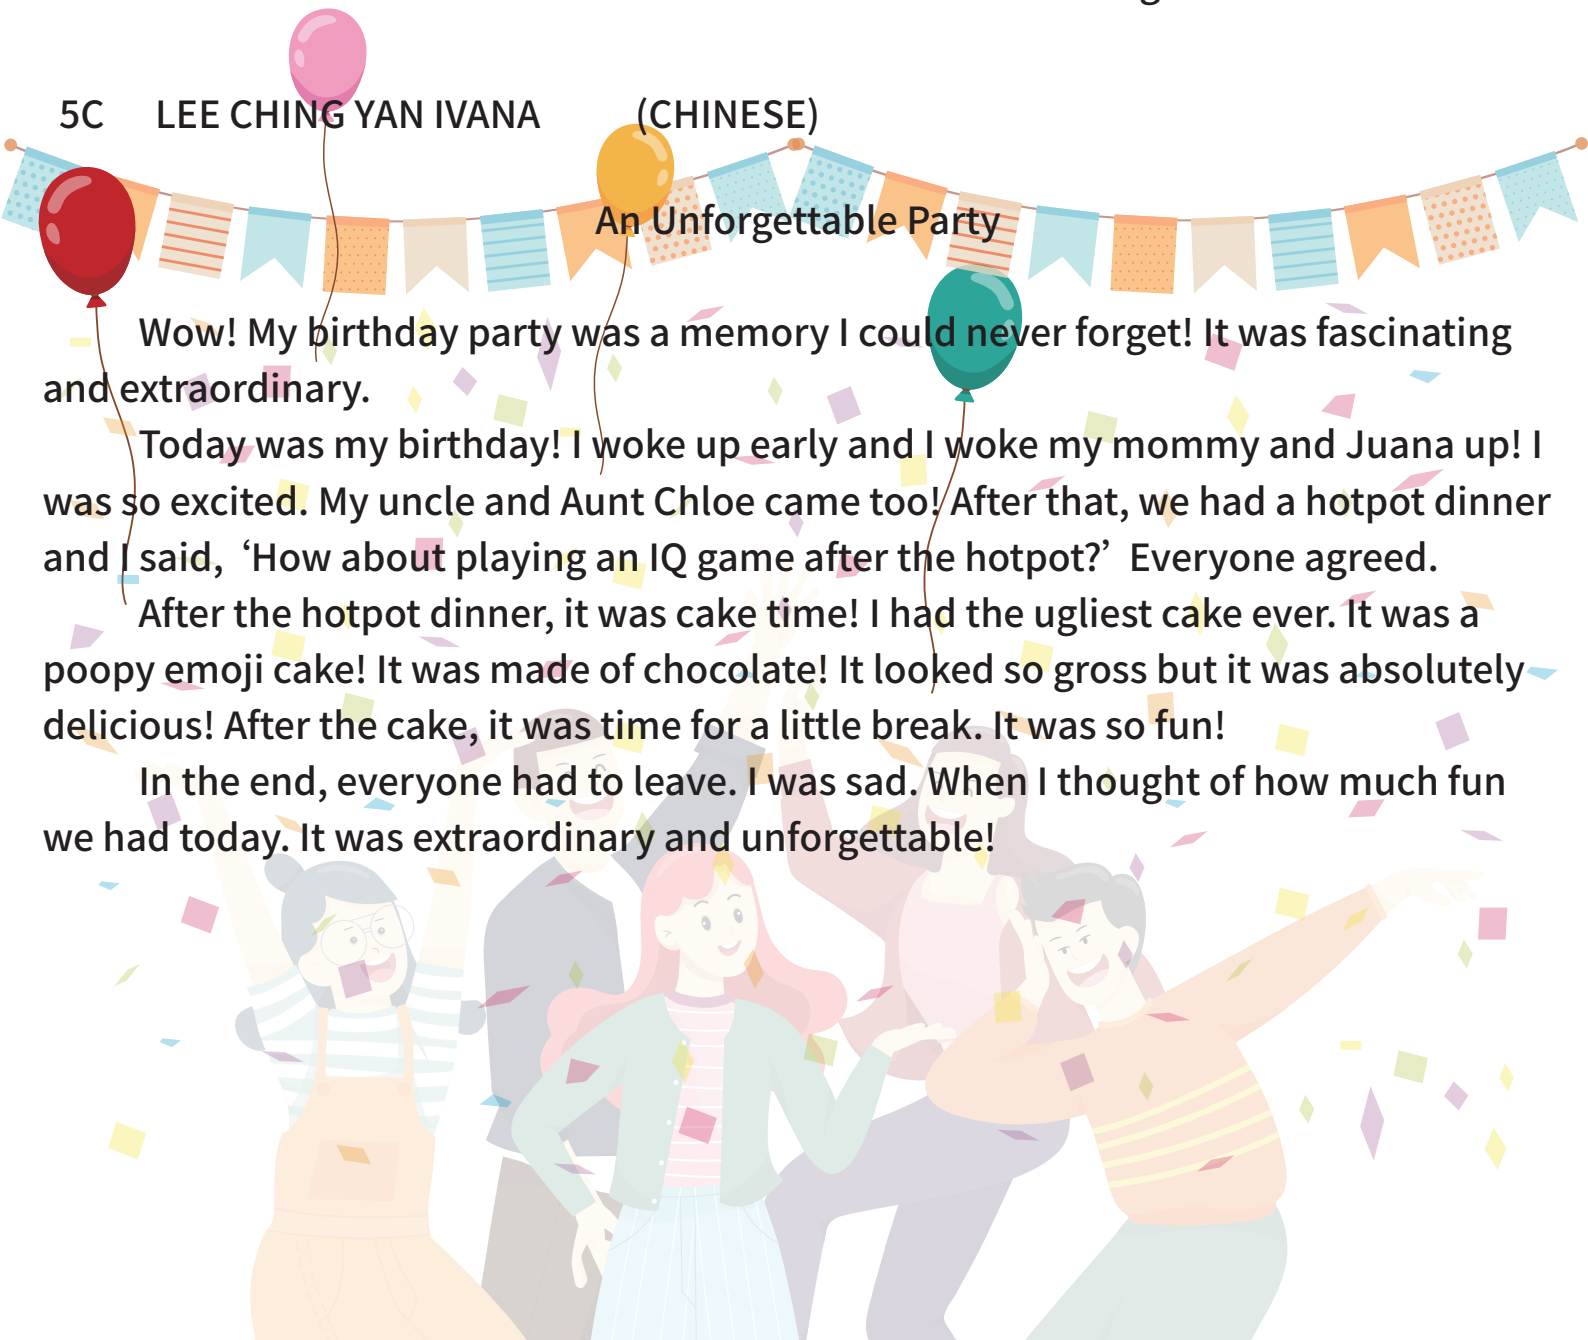 5C LEE CHING YAN IVANA (CHINESE)
An Unforgettable Party
Wow! My birthday party was a memory I could never forget! It was fascinating
and extraordinary.
Today was my birthday! I woke up early and I woke my mommy and Juana up! I
was so excited. My uncle and Aunt Chloe came too! After that, we had a hotpot dinner
and I said, ‘How about playing an IQ game after the hotpot?’ Everyone agreed.
After the hotpot dinner, it was cake time! I had the ugliest cake ever. It was a
poopy emoji cake! It was made of chocolate! It looked so gross but it was absolutely
delicious! After the cake, it was time for a little break. It was so fun!
In the end, everyone had to leave. I was sad. When I thought of how much fun
we had today. It was extraordinary and unforgettable!